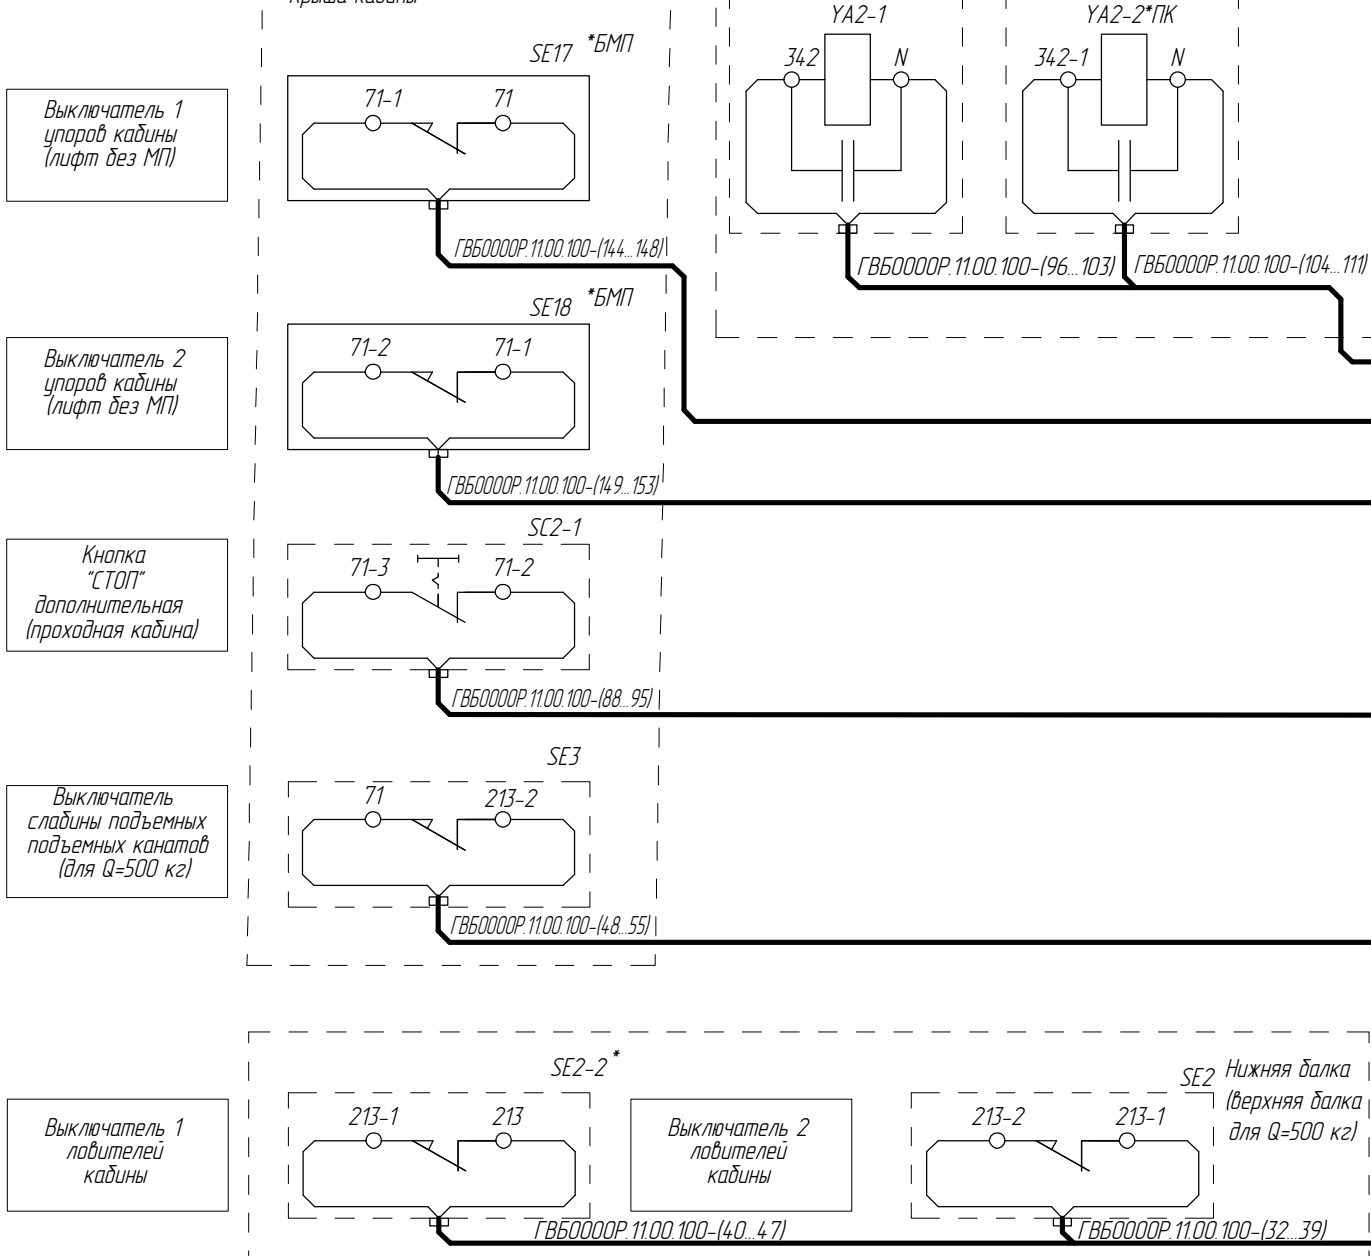 YA2-1
YA2-2*ПК
342
N
342-1
N
ГВБ0000Р.11.00.100-(96...103)
ГВБ0000Р.11.00.100-(104...111)
Выключатель 1
упоров кабины
(лифт без МП)
SE17 *БМП
71-1
71
ГВБ0000Р.11.00.100-(144...148)
Выключатель 2
упоров кабины
(лифт без МП)
SE18 *БМП
71-2
71-1
ГВБ0000Р.11.00.100-(149...153)
Кнопка
"СТОП"
дополнительная
(проходная кабина)
SC2-1
71-3
71-2
ГВБ0000Р.11.00.100-(88...95)
Выключатель
слабины подъемных
подъемных канатов
(для Q=500 кг)
SE3
71
213-2
ГВБ0000Р.11.00.100-(48...55)
Выключатель 1
ловителей
кабины
SE2-2*
213-1
213
ГВБ0000Р.11.00.100-(40...47)
Выключатель 2
ловителей
кабины
SE2
213-2
213-1
Нижняя балка
(верхняя балка
для Q=500 кг)
ГВБ0000Р.11.00.100-(32...39)